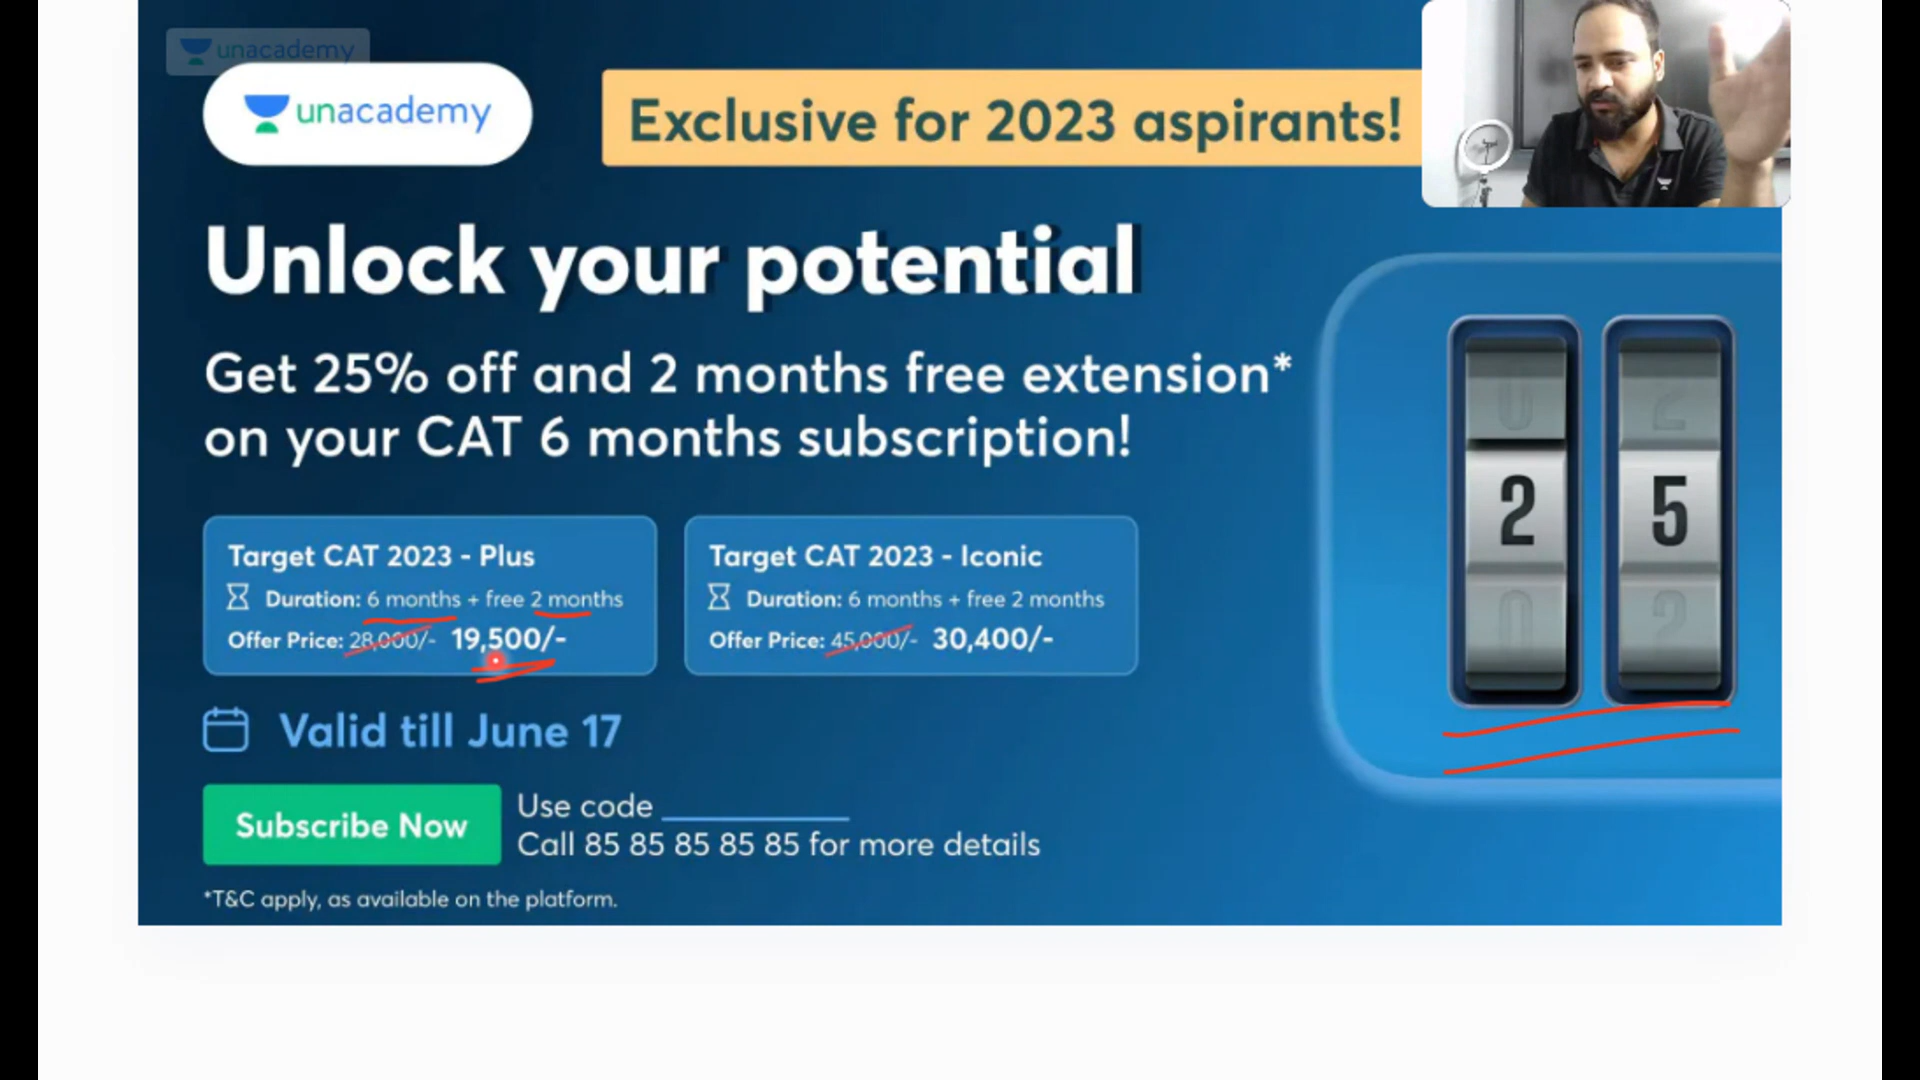 unacademy
unacademy
Exclusive for 2023 aspirants!
Unlock your potential
Get 25% off and 2 months free extension*
on your CAT 6 months subscription!
Target CAT 2023 - Plus
Duration: 6 months + free 2 months
Offer Price: 28,000/- 19,500/-
Target CAT 2023 - Iconic
Duration: 6 months + free 2 months
Offer Price: 45,000/- 30,400/-
0 2
2 5
0 2
Valid till June 17
Subscribe Now
Use code
Call 85 85 85 85 85 for more details
*T&C apply, as available on the platform.